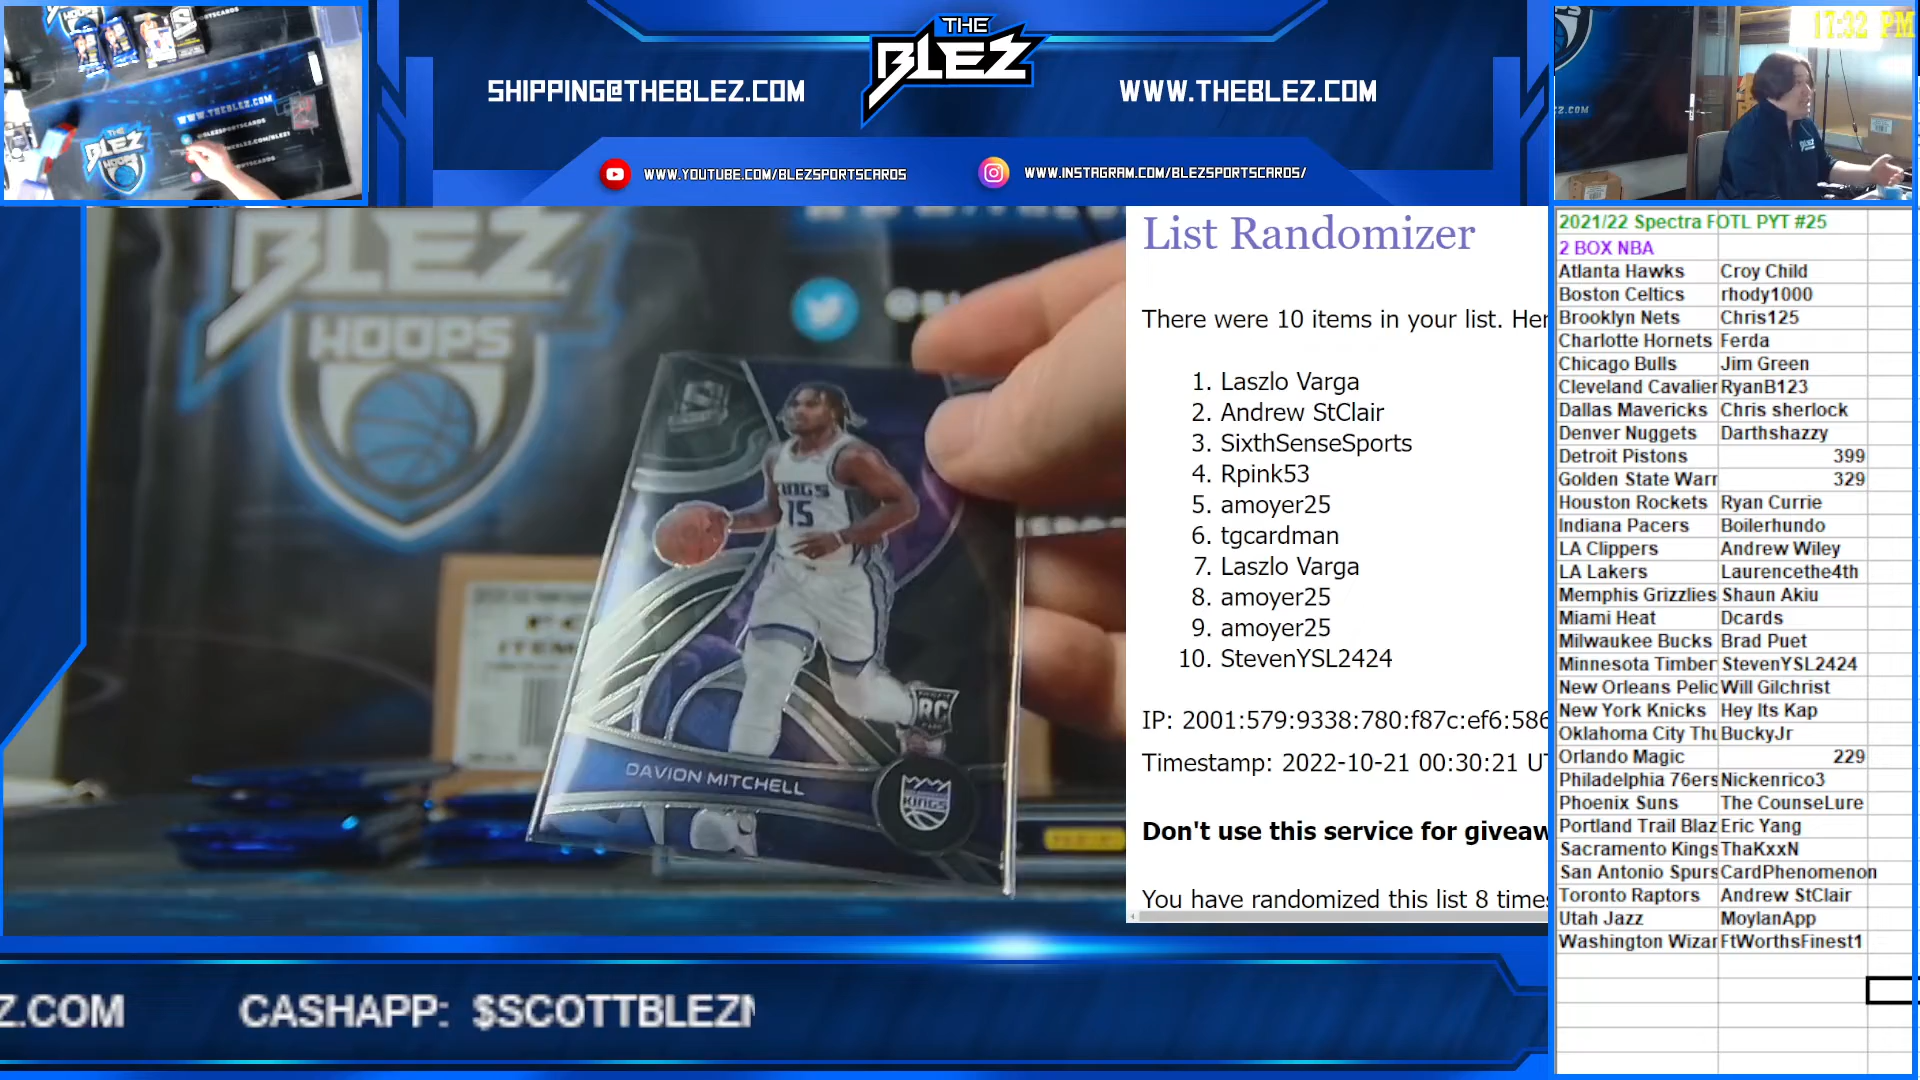 THE
BLEZ
SHIPPING@THEBLEZ.COM
WWW.THEBLEZ.COM
WWW.YOUTUBE.COM/BLEZSPORTSCARDS
WWW.INSTAGRAM.COM/BLEZSPORTSCARDS/
17:32 PM
WWW.THEBLEZ.COM
THE
BLEZ
HOOPS
BLEZ
HOOPS
KINGS
15
RC
DAVION MITCHELL
KINGS
List Randomizer
There were 10 items in your list. Her
1. Laszlo Varga
2. Andrew StClair
3. SixthSenseSports
4. Rpink53
5. amoyer25
6. tgcardman
7. Laszlo Varga
8. amoyer25
9. amoyer25
10. StevenYSL2424
IP: 2001:579:9338:780:f87c:ef6:586
Timestamp: 2022-10-21 00:30:21 U
Don't use this service for giveaw
You have randomized this list 8 times
2021/22 Spectra FOTL PYT #25
2 BOX NBA
Atlanta Hawks Croy Child
Boston Celtics rhody1000
Brooklyn Nets Chris125
Charlotte Hornets Ferda
Chicago Bulls Jim Green
Cleveland Cavalier RyanB123
Dallas Mavericks Chris sherlock
Denver Nuggets Darthshazzy
Detroit Pistons 399
Golden State Warr 329
Houston Rockets Ryan Currie
Indiana Pacers Boilerhundo
LA Clippers Andrew Wiley
LA Lakers Laurencethe4th
Memphis Grizzlies Shaun Akiu
Miami Heat Dcards
Milwaukee Bucks Brad Puet
Minnesota Timber StevenYSL2424
New Orleans Pelic Will Gilchrist
New York Knicks Hey Its Kap
Oklahoma City Thu BuckyJr
Orlando Magic 229
Philadelphia 76ers Nickenrico3
Phoenix Suns The CounseLure
Portland Trail Blaz Eric Yang
Sacramento Kings ThaKxxN
San Antonio Spurs CardPhenomenon
Toronto Raptors Andrew StClair
Utah Jazz MoylanApp
Washington Wizar FtWorthsFinest1
Z.COM CASHAPP: $SCOTTBLEZ